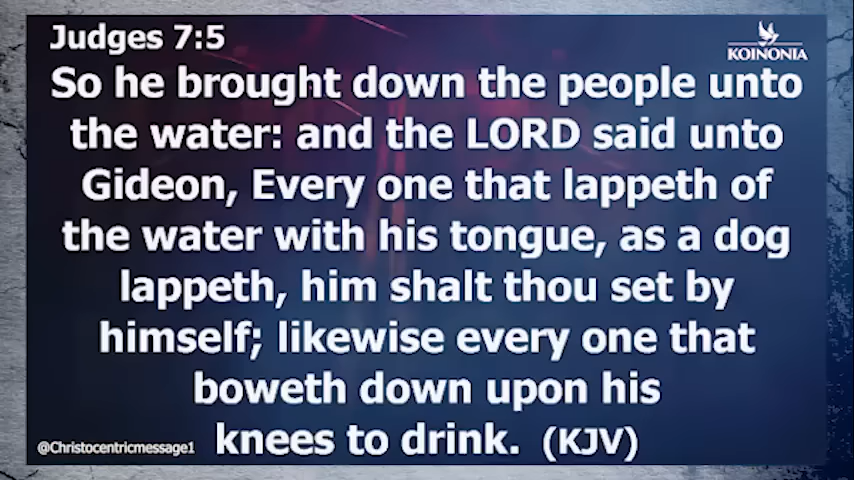 Judges 7:5
KOINONIA
So he brought down the people unto
the water: and the LORD said unto
Gideon, Every one that lappeth of
the water with his tongue, as a dog
lappeth, him shalt thou set by
himself; likewise every one that
boweth down upon his
knees to drink. (KJV)
@Christocentricmessage1